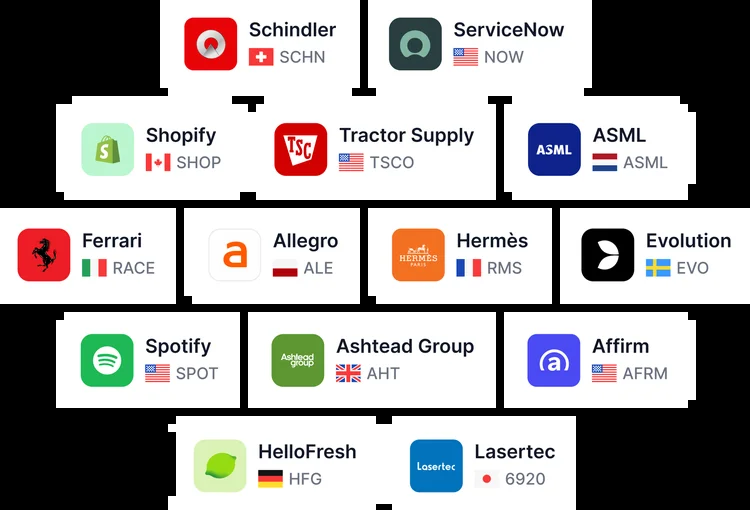 Schindler
SCHN
ServiceNow
NOW
Shopify
SHOP
TSC
Tractor Supply
TSCO
ASML
ASML
ASML
Ferrari
RACE
a
Allegro
ALE
HERMÈS
PARIS
Hermès
RMS
Evolution
EVO
Spotify
SPOT
Ashtead
group
Ashtead Group
AHT
a
Affirm
AFRM
HelloFresh
HFG
Lasertec
Lasertec
6920